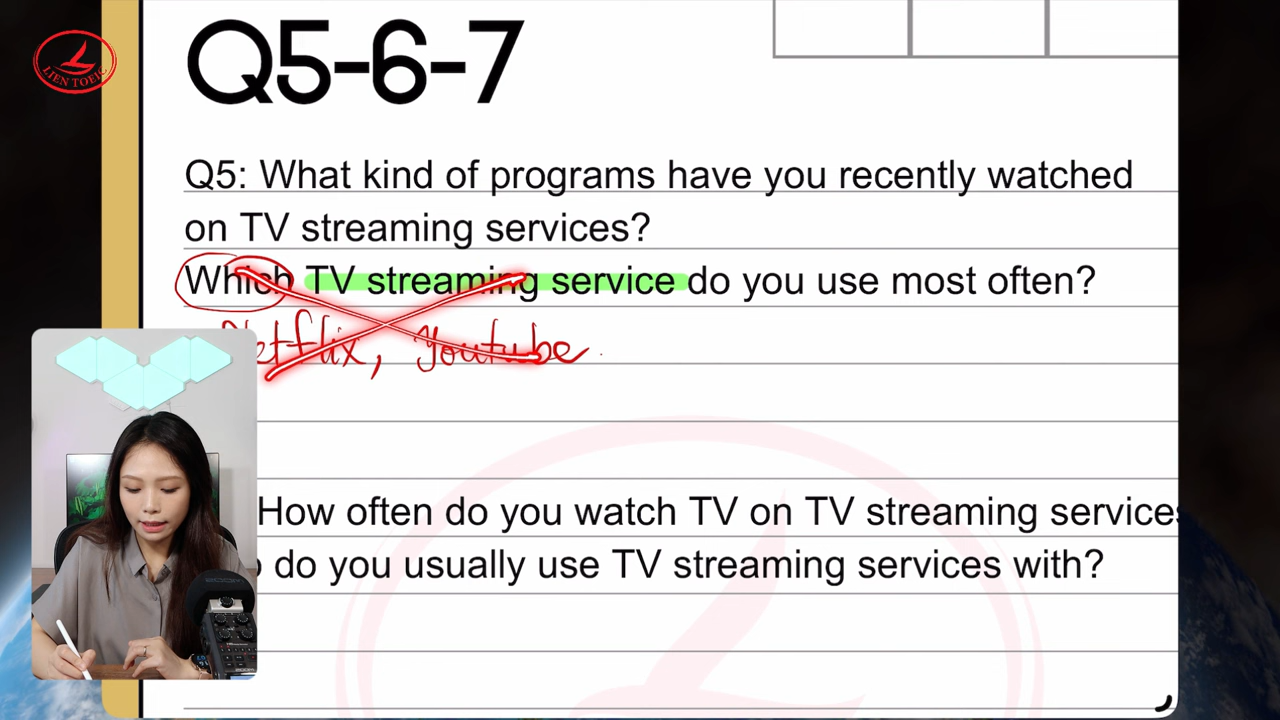 LIEN TOEIC
Q5-6-7
Q5: What kind of programs have you recently watched
on TV streaming services?
Which TV streaming service do you use most often?
Netflix, Youtube
How often do you watch TV on TV streaming services
do you usually use TV streaming services with?